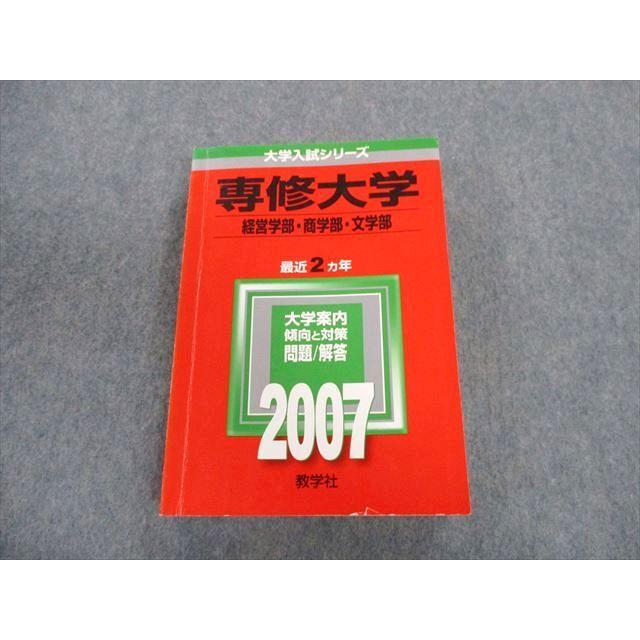 大学入試シリーズ
専修大学
経営学部・商学部・文学部
最近2ヵ年
大学案内
傾向と対策
問題/解答
2007
教学社